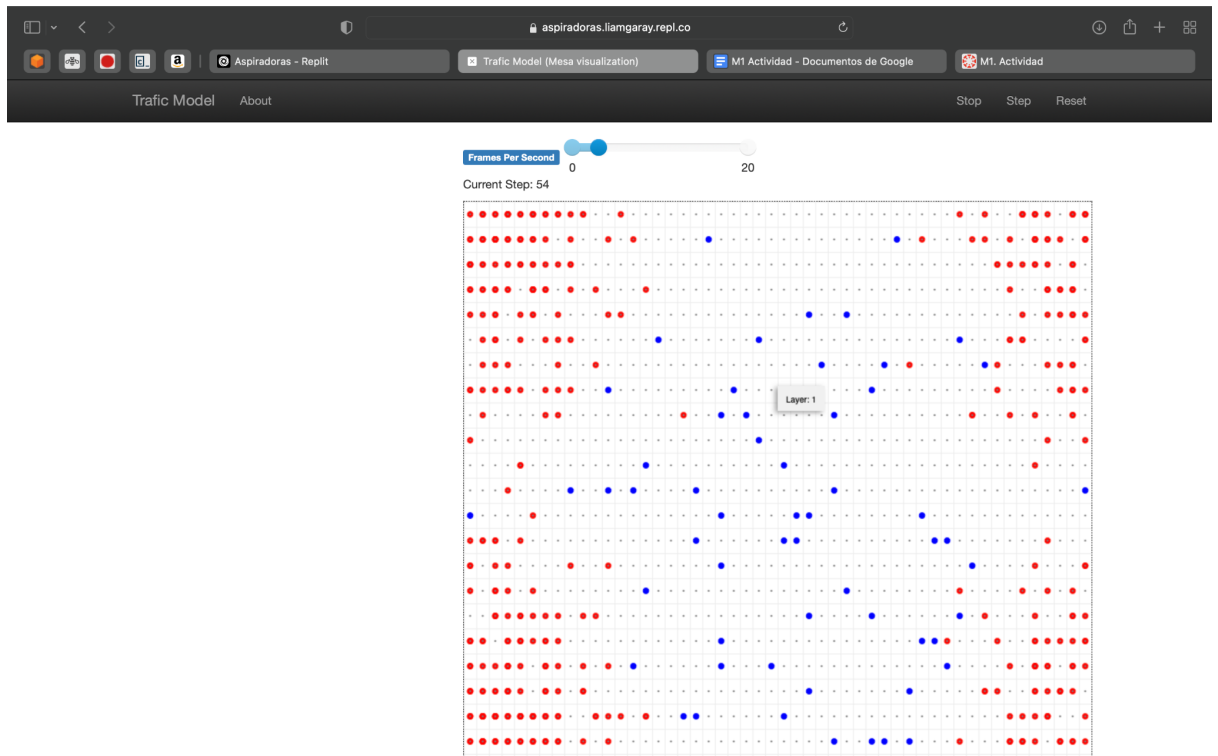 aspiradoras.liamgaray.repl.co
Aspiradoras - Replit
Trafic Model (Mesa visualization)
M1 Actividad - Documentos de Google
M1. Actividad
Trafic Model
About
Stop
Step
Reset
Frames Per Second
0
20
Current Step: 54
Layer: 1